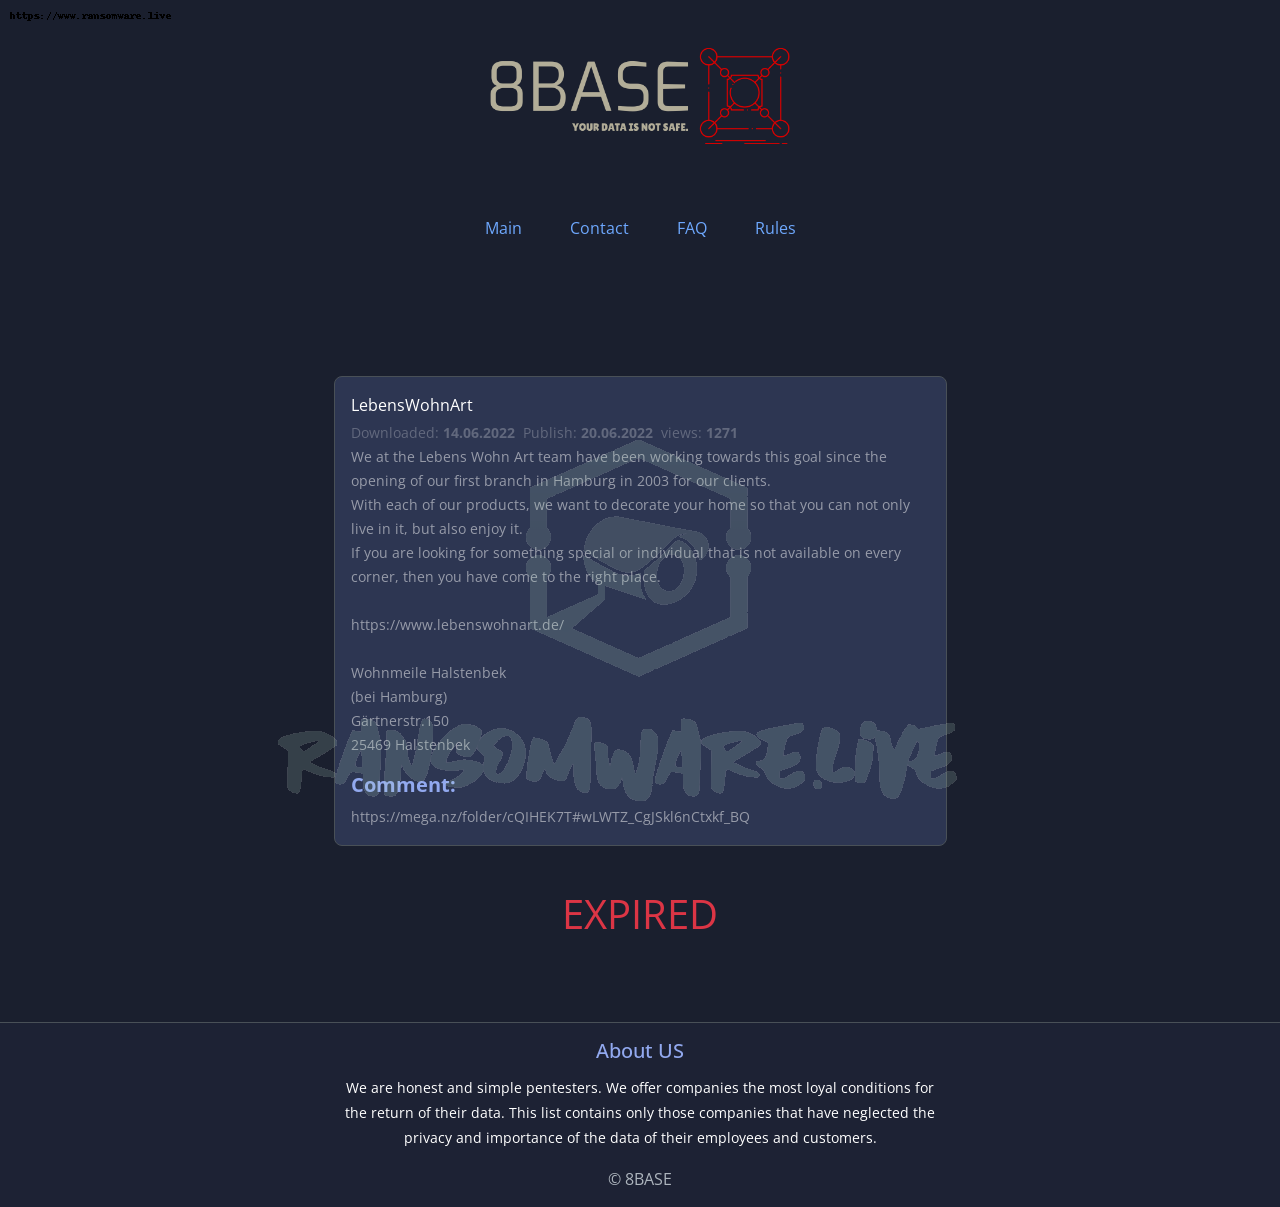 https://www.ransomware.live
8BASE
YOUR DATA IS NOT SAFE.
Main Contact FAQ Rules
LebensWohnArt
Downloaded: 14.06.2022 Publish: 20.06.2022 views: 1271
We at the Lebens Wohn Art team have been working towards this goal since the
opening of our first branch in Hamburg in 2003 for our clients.
With each of our products, we want to decorate your home so that you can not only
live in it, but also enjoy it.
If you are looking for something special or individual that is not available on every
corner, then you have come to the right place.
https://www.lebenswohnart.de/
Wohnmeile Halstenbek
(bei Hamburg)
Gärtnerstr.150
25469 Halstenbek
RANSOMWARE.LIVE
Comment:
https://mega.nz/folder/cQIHEK7T#wLWTZ_CgJSkl6nCtxkf_BQ
EXPIRED
About US
We are honest and simple pentesters. We offer companies the most loyal conditions for
the return of their data. This list contains only those companies that have neglected the
privacy and importance of the data of their employees and customers.
© 8BASE